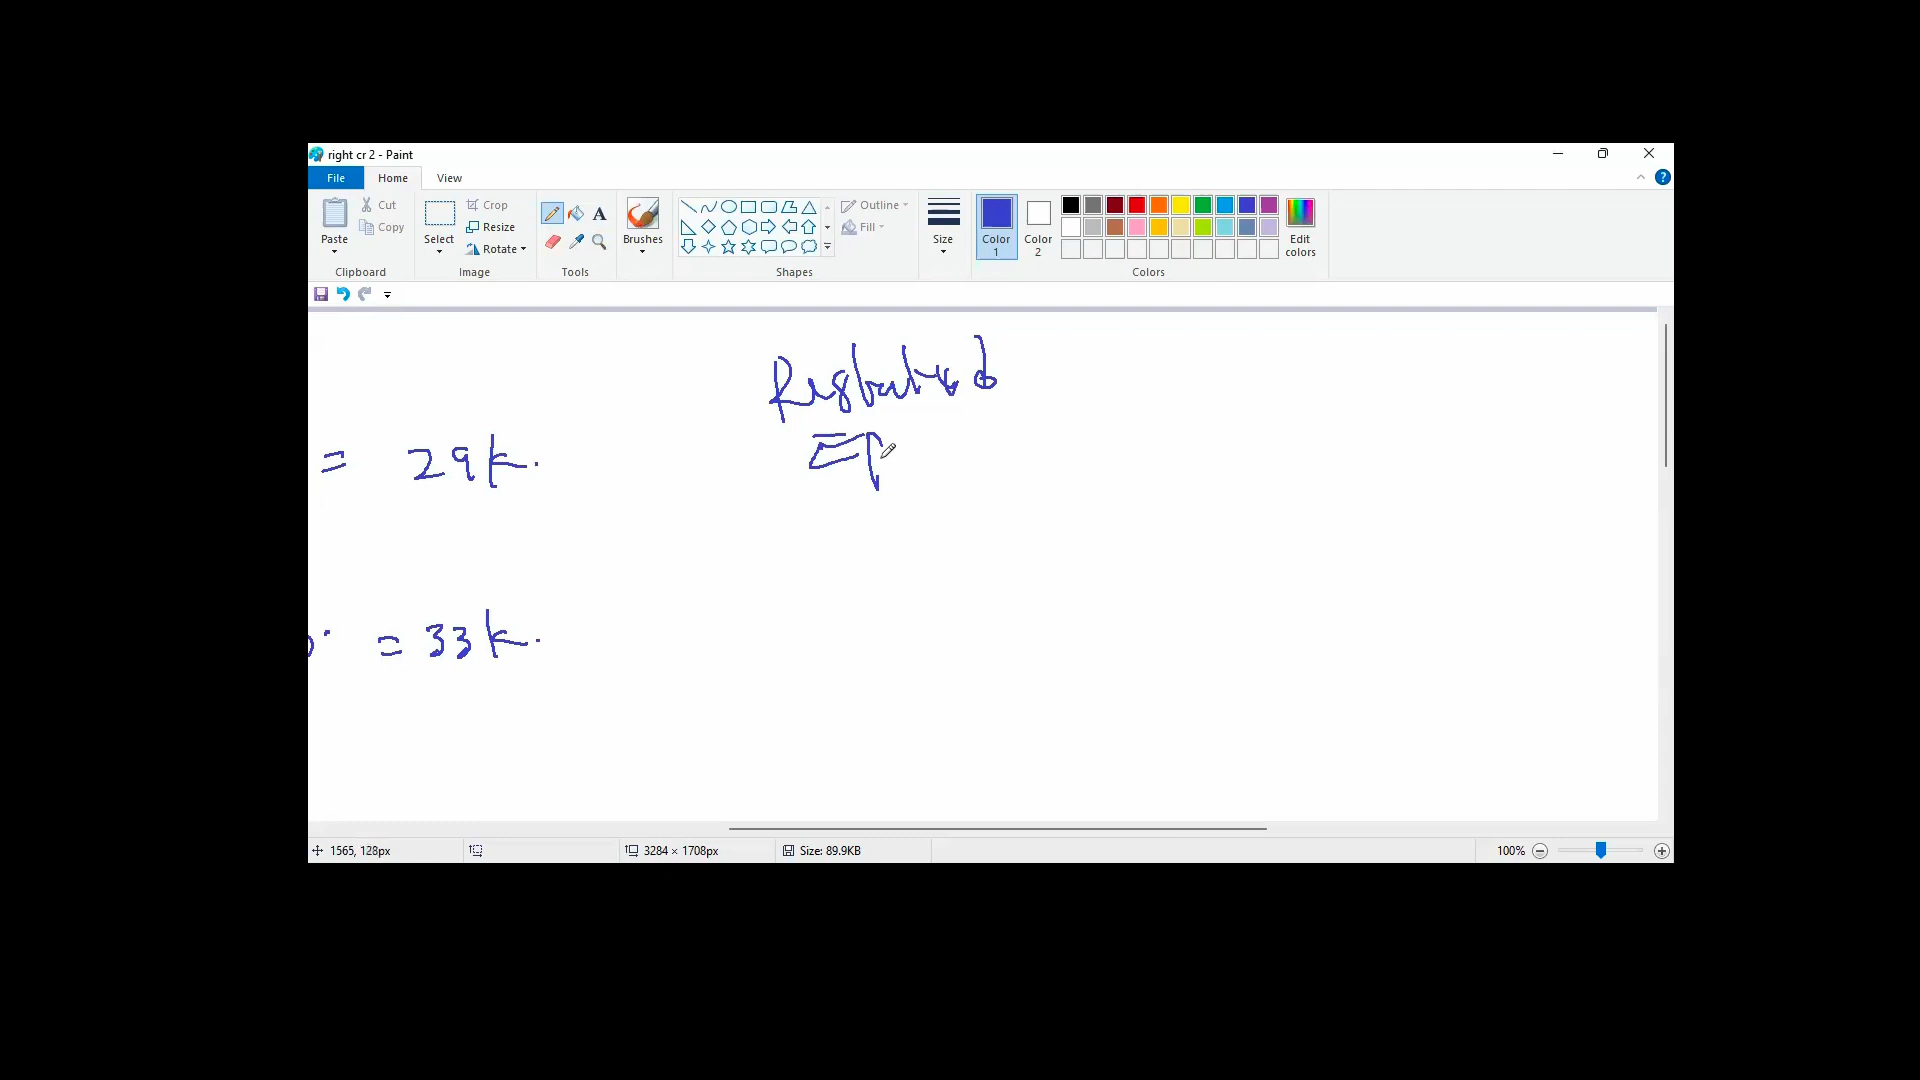 right cr 2 - Paint
File Home View
Paste
Cut
Copy
Clipboard
Select
Crop
Resize
Rotate
Image
A
Tools
Brushes
Outline
Fill
Shapes
Size
Color 1
Color 2
Edit colors
Colors
= 29k.
= 33k.
1565, 128px
3284 × 1708px
Size: 89.9KB
100%